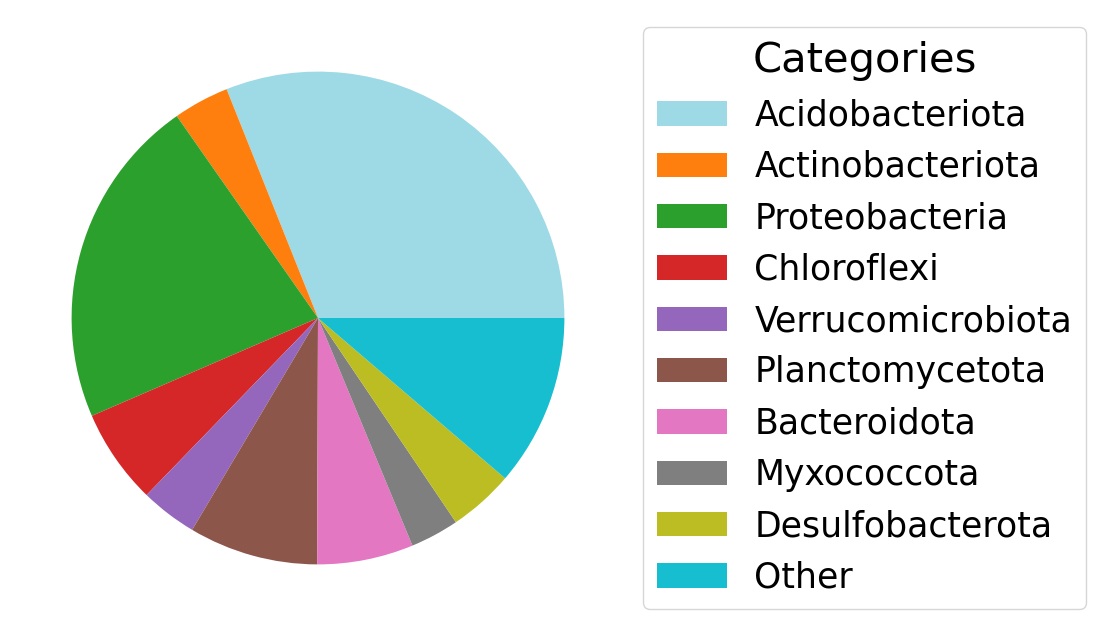 Categories
Acidobacteriota
Actinobacteriota
Proteobacteria
Chloroflexi
Verrucomicrobiota
Planctomycetota
Bacteroidota
Myxococcota
Desulfobacterota
Other